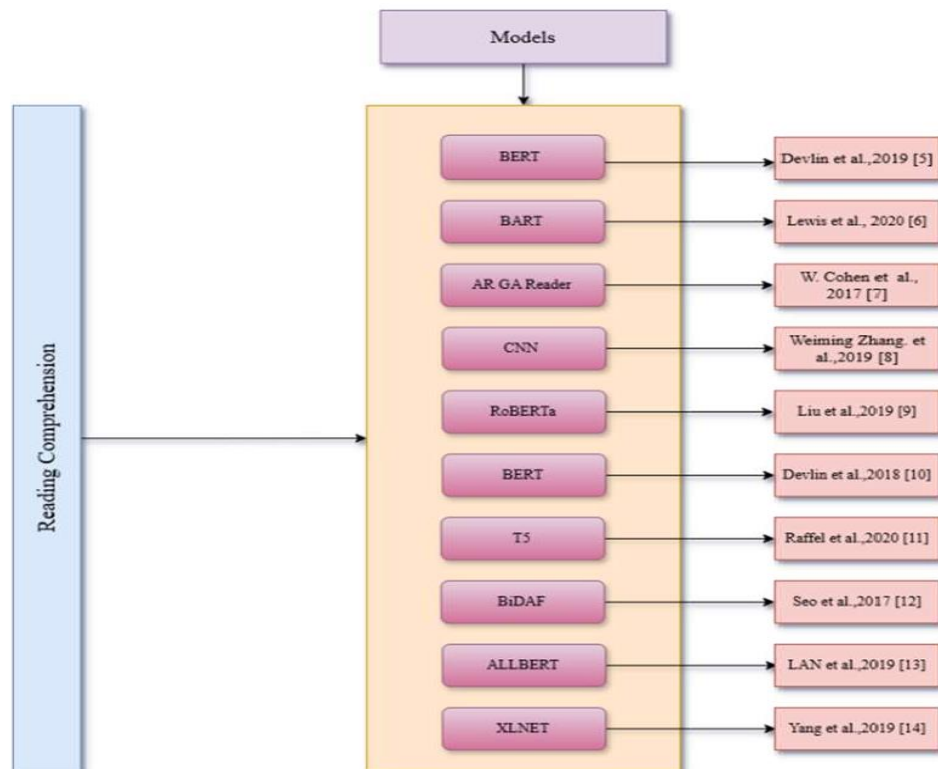 Models
Reading Comprehension
BERT
Devlin et al.,2019 [5]
BART
Lewis et al., 2020 [6]
AR GA Reader
W. Cohen et al.,
2017 [7]
CNN
Weiming Zhang. et
al.,2019 [8]
RoBERTa
Liu et al.,2019 [9]
BERT
Devlin et al.,2018 [10]
T5
Raffel et al.,2020 [11]
BiDAF
Seo et al.,2017 [12]
ALLBERT
LAN et al.,2019 [13]
XLNET
Yang et al.,2019 [14]